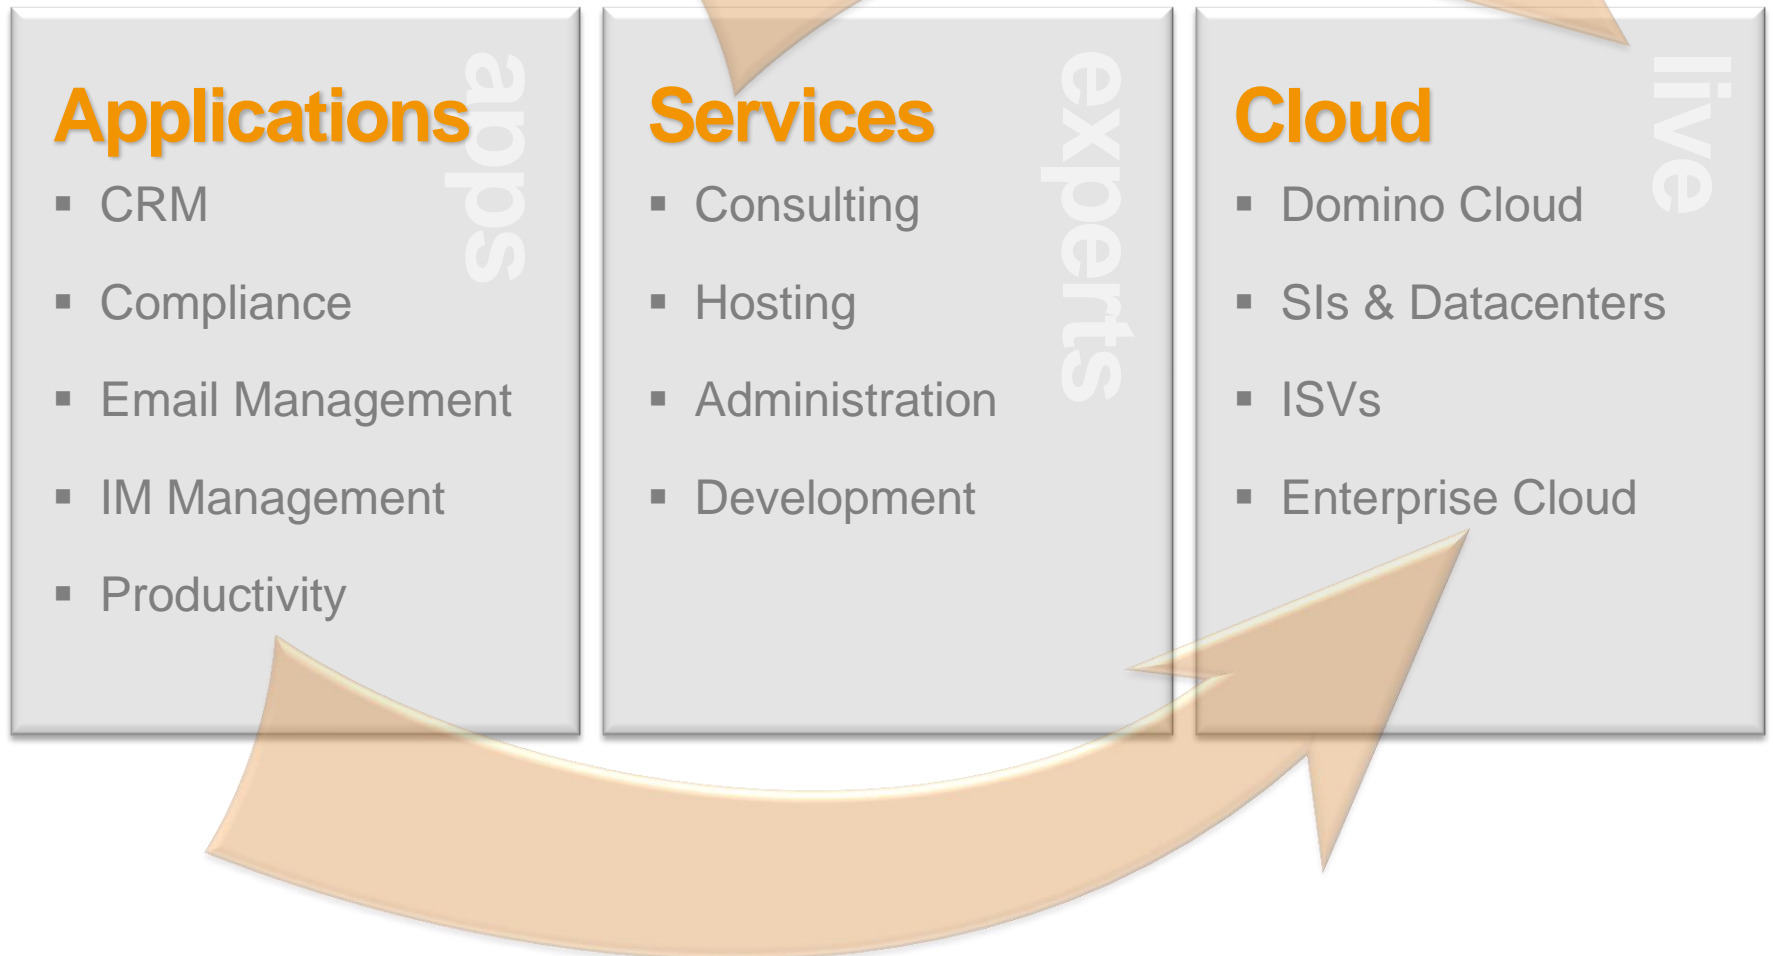 Applications
apps
CRM
Compliance
Email Management
IM Management
Productivity
Services
experts
Consulting
Hosting
Administration
Development
Cloud
live
Domino Cloud
SIs & Datacenters
ISVs
Enterprise Cloud